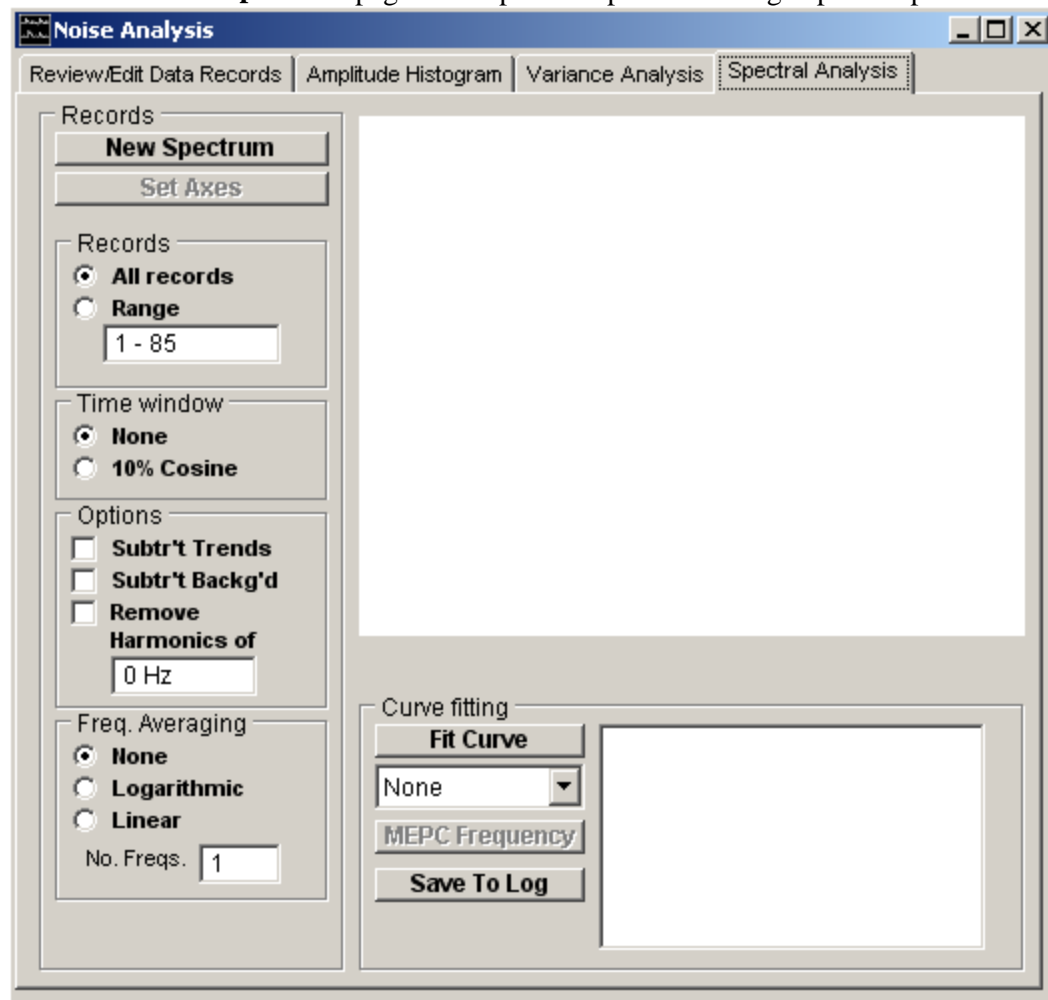 Noise Analysis
Review/Edit Data Records Amplitude Histogram Variance Analysis Spectral Analysis
Records
New Spectrum
Set Axes
Records
All records
Range
1 - 85
Time window
None
10% Cosine
Options
Subtr't Trends
Subtr't Backg'd
Remove
Harmonics of
0 Hz
Freq. Averaging
None
Logarithmic
Linear
No. Freqs. 1
Curve fitting
Fit Curve
None
MEPC Frequency
Save To Log